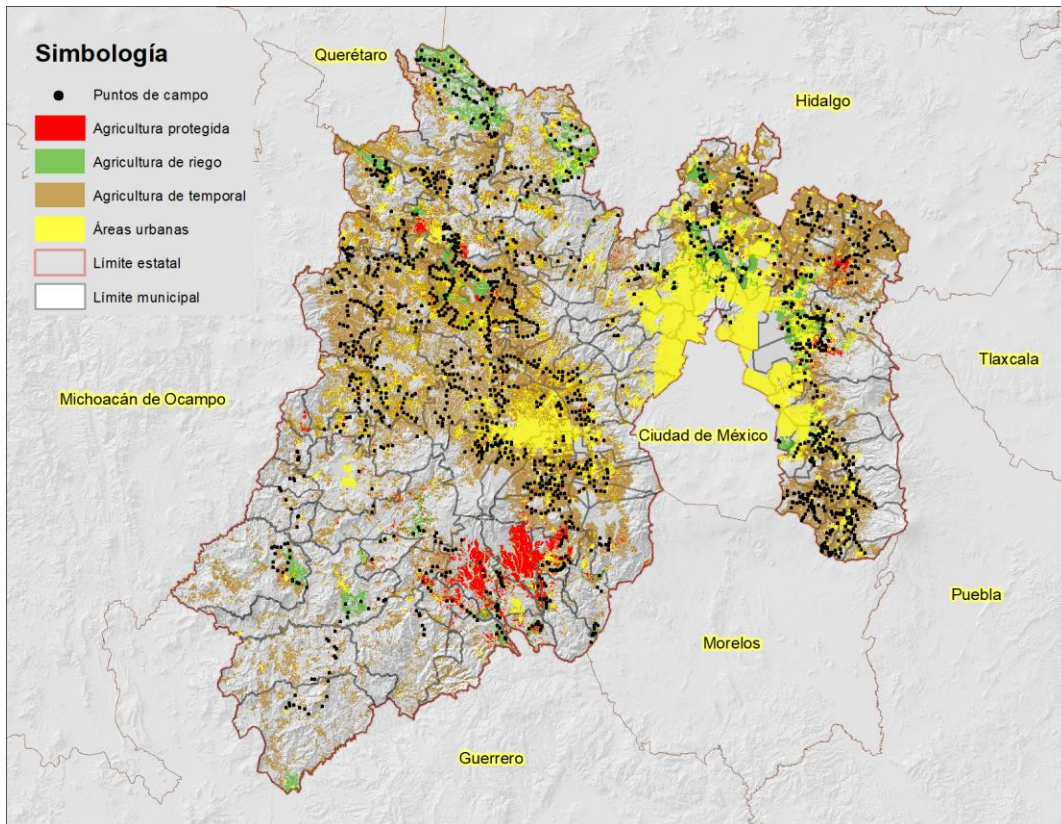 Simbología
Puntos de campo
Agricultura protegida
Agricultura de riego
Agricultura de temporal
Áreas urbanas
Límite estatal
Límite municipal
Querétaro
Hidalgo
Tlaxcala
Michoacán de Ocampo
Ciudad de México
Puebla
Morelos
Guerrero